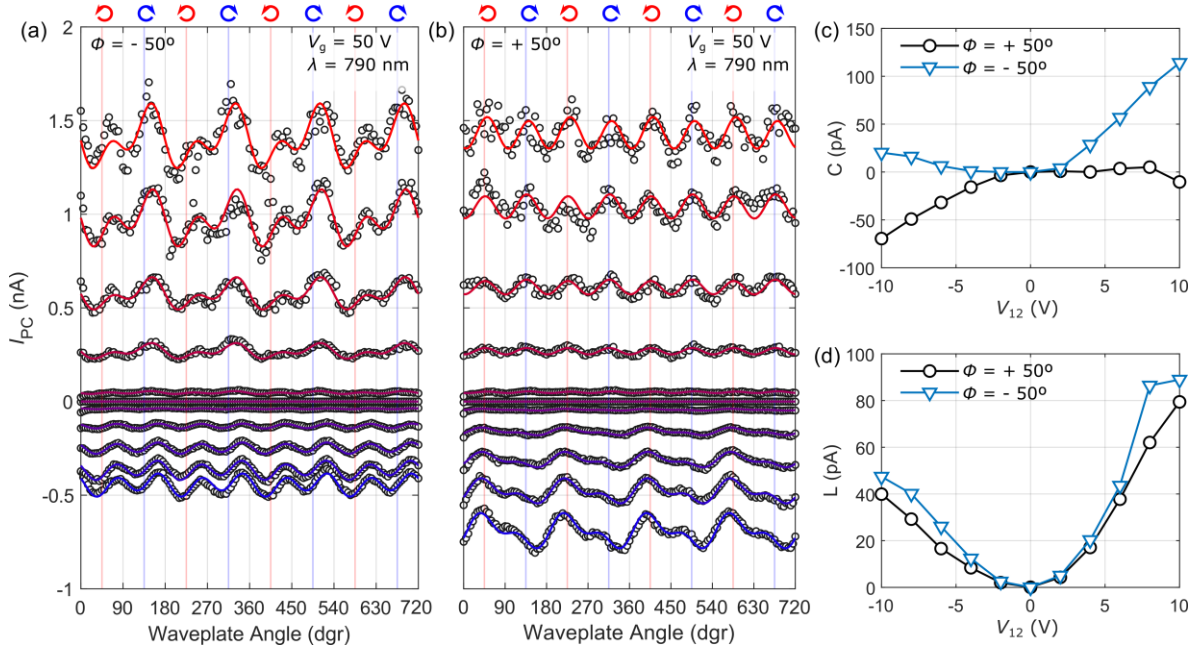 (a)
Φ = - 50º
V_g = 50 V
λ = 790 nm
2
1.5
1
0.5
0
-0.5
-1
I_PC (nA)
0 90 180 270 360 450 540 630 720
Waveplate Angle (dgr)
(b)
Φ = + 50º
V_g = 50 V
λ = 790 nm
0 90 180 270 360 450 540 630 720
Waveplate Angle (dgr)
(c)
Φ = + 50º
Φ = - 50º
150
100
50
0
-50
-100
C (pA)
-10 -5 0 5 10
V_12 (V)
(d)
Φ = + 50º
Φ = - 50º
100
80
60
40
20
0
L (pA)
-10 -5 0 5 10
V_12 (V)